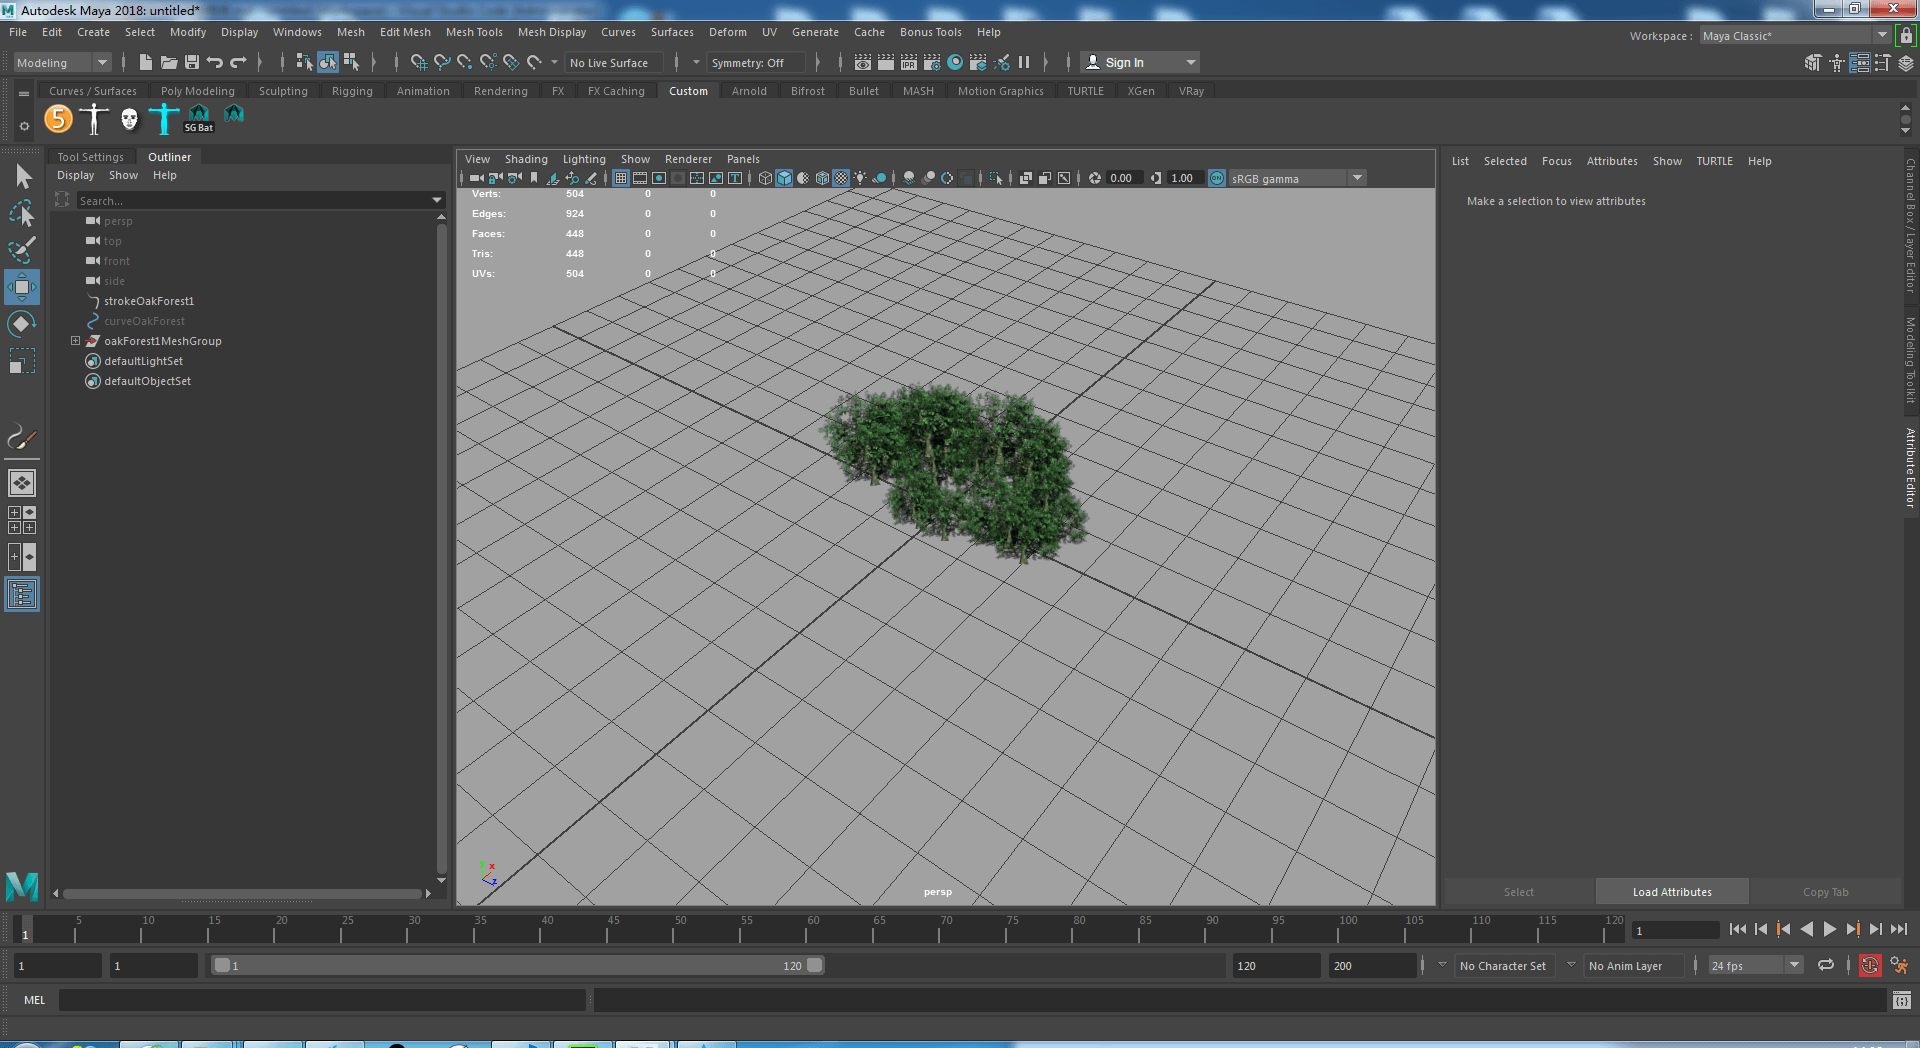 Autodesk Maya 2018: untitled*
File Edit Create Select Modify Display Windows Mesh Edit Mesh Mesh Tools Mesh Display Curves Surfaces Deform UV Generate Cache Bonus Tools Help
Workspace : Maya Classic*
Modeling No Live Surface Symmetry: Off Sign In
IPR
Curves / Surfaces Poly Modeling Sculpting Rigging Animation Rendering FX FX Caching Custom Arnold Bifrost Bullet MASH Motion Graphics TURTLE XGen VRay
5
SG Bat
Tool Settings Outliner
Display Show Help
Search...
persp
top
front
side
strokeOakForest1
curveOakForest
oakForest1MeshGroup
defaultLightSet
defaultObjectSet
View Shading Lighting Show Renderer Panels
0.00 1.00 ON sRGB gamma
Verts: 504 0 0
Edges: 924 0 0
Faces: 448 0 0
Tris: 448 0 0
UVs: 504 0 0
persp
List Selected Focus Attributes Show TURTLE Help
Make a selection to view attributes
Channel Box / Layer Editor
Modeling Toolkit
Attribute Editor
Select Load Attributes Copy Tab
1 5 10 15 20 25 30 35 40 45 50 55 60 65 70 75 80 85 90 95 100 105 110 115 120 1
1 1 1 120 120 200 No Character Set No Anim Layer 24 fps
MEL